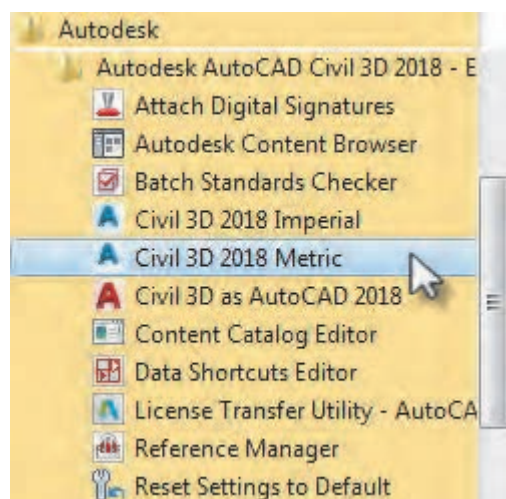 Autodesk
Autodesk AutoCAD Civil 3D 2018 - E
Attach Digital Signatures
Autodesk Content Browser
Batch Standards Checker
Civil 3D 2018 Imperial
Civil 3D 2018 Metric
Civil 3D as AutoCAD 2018
Content Catalog Editor
Data Shortcuts Editor
License Transfer Utility - AutoCA
Reference Manager
Reset Settings to Default